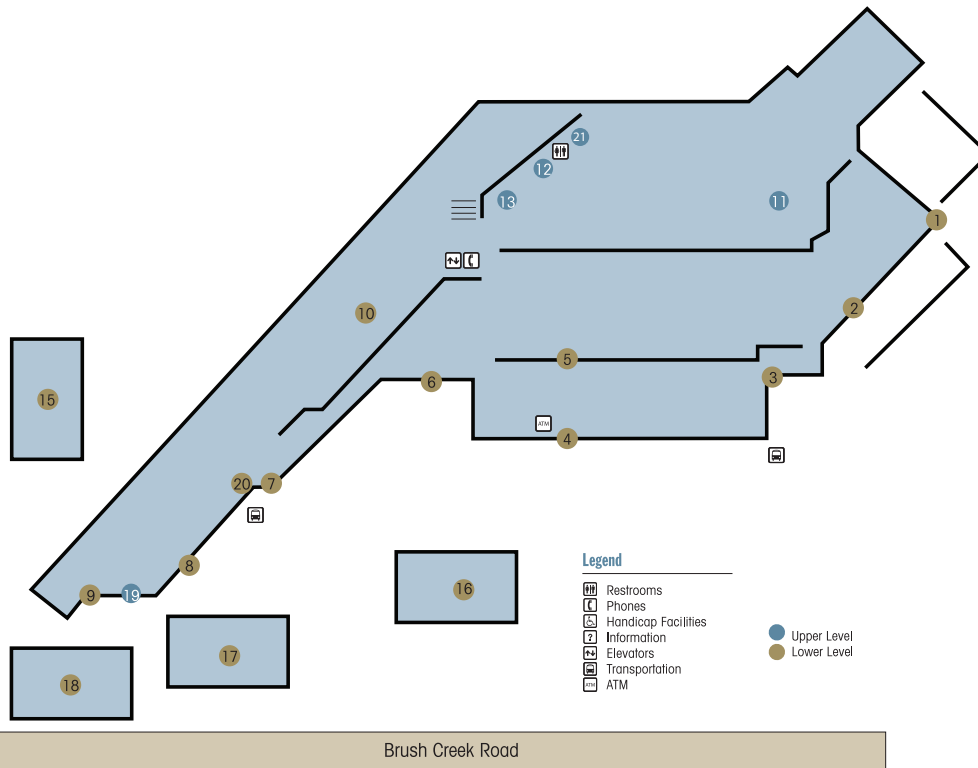 21
12
13
11
1
10
2
5
3
6
15
ATM
4
20
7
8
9
19
16
17
18
Legend
Restrooms
Phones
Handicap Facilities
? Information
Elevators
Transportation
ATM ATM
Upper Level
Lower Level
Brush Creek Road